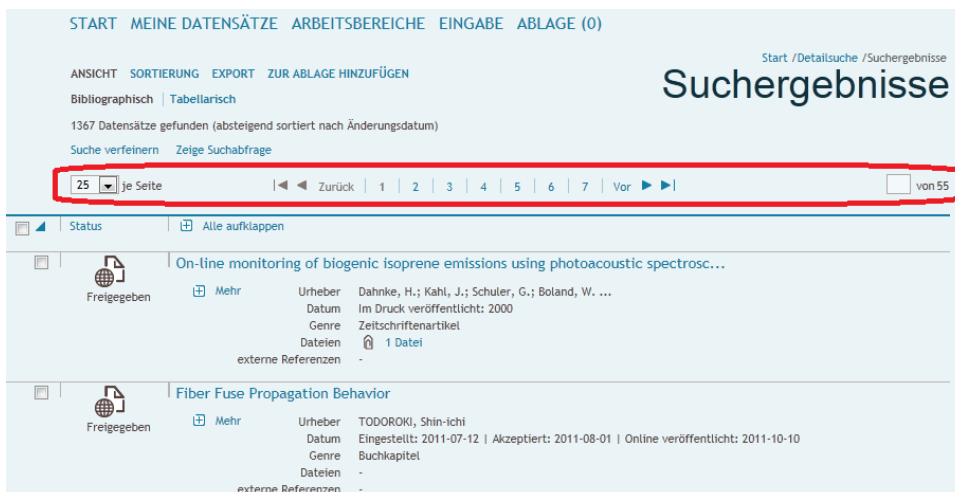 START MEINE DATENSÄTZE ARBEITSBEREICHE EINGABE ABLAGE (0)
Start /Detailsuche /Suchergebnisse
Suchergebnisse
ANSICHT SORTIERUNG EXPORT ZUR ABLAGE HINZUFÜGEN
Bibliographisch | Tabellarisch
1367 Datensätze gefunden (absteigend sortiert nach Änderungsdatum)
Suche verfeinern Zeige Suchabfrage
25 je Seite Zurück | 1 | 2 | 3 | 4 | 5 | 6 | 7 | Vor von 55
Status Alle aufklappen
On-line monitoring of biogenic isoprene emissions using photoacoustic spectrosc...
Freigegeben
Mehr Urheber Dahnke, H.; Kahl, J.; Schuler, G.; Boland, W. ...
Datum Im Druck veröffentlicht: 2000
Genre Zeitschriftenartikel
Dateien 1 Datei
externe Referenzen -
Fiber Fuse Propagation Behavior
Freigegeben
Mehr Urheber TODOROKI, Shin-ichi
Datum Eingestellt: 2011-07-12 | Akzeptiert: 2011-08-01 | Online veröffentlicht: 2011-10-10
Genre Buchkapitel
Dateien -
externe Referenzen -